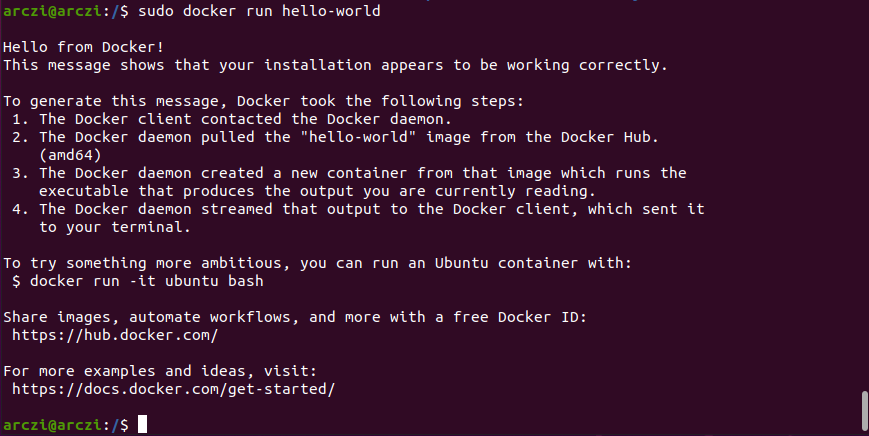 arczi@arczi:/$ sudo docker run hello-world
Hello from Docker!
This message shows that your installation appears to be working correctly.
To generate this message, Docker took the following steps:
1. The Docker client contacted the Docker daemon.
2. The Docker daemon pulled the "hello-world" image from the Docker Hub.
(amd64)
3. The Docker daemon created a new container from that image which runs the
executable that produces the output you are currently reading.
4. The Docker daemon streamed that output to the Docker client, which sent it
to your terminal.
To try something more ambitious, you can run an Ubuntu container with:
$ docker run -it ubuntu bash
Share images, automate workflows, and more with a free Docker ID:
https://hub.docker.com/
For more examples and ideas, visit:
https://docs.docker.com/get-started/
arczi@arczi:/$